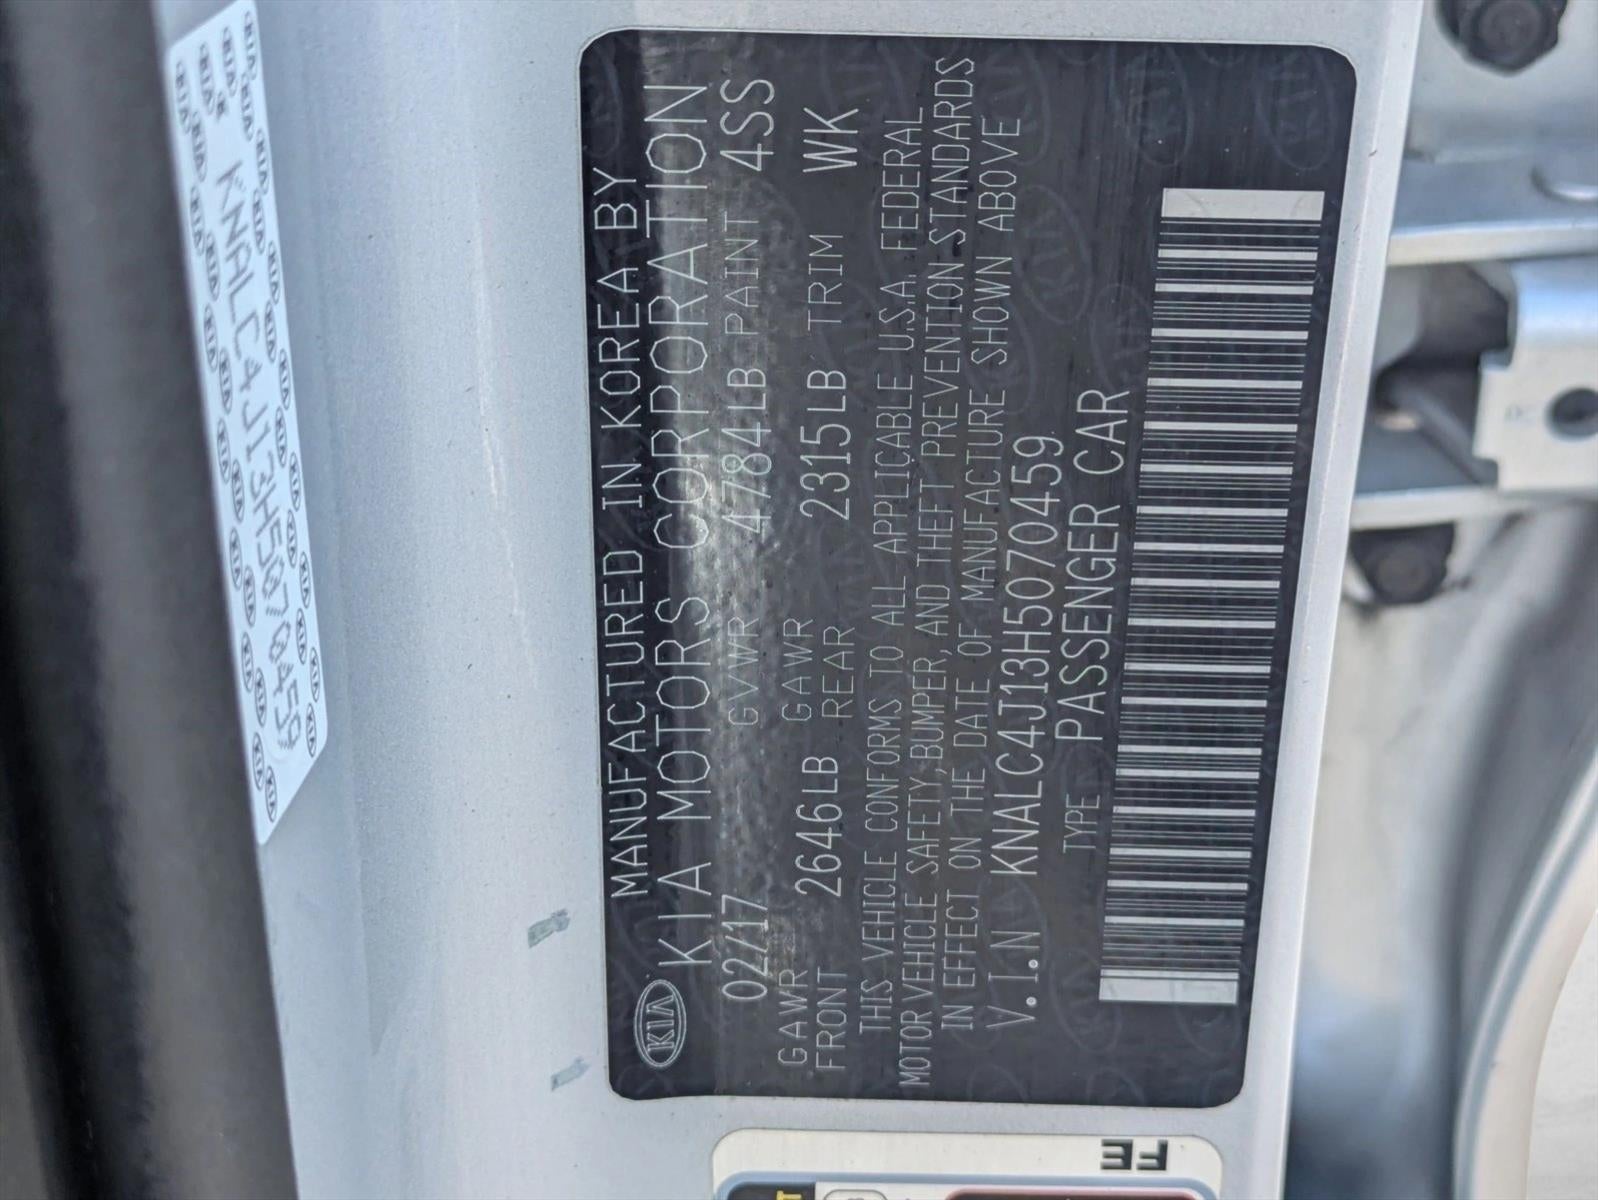 KNALC4J13H5070459
MANUFACTURED IN KOREA BY
KIA KIA MOTORS CORPORATION
02/17 GVWR 4784LB PAINT 4SS
GAWR FRONT 2646LB GAWR REAR 2315LB TRIM WK
THIS VEHICLE CONFORMS TO ALL APPLICABLE U.S.A. FEDERAL
MOTOR VEHICLE SAFETY, BUMPER, AND THEFT PREVENTION STANDARDS
IN EFFECT ON THE DATE OF MANUFACTURE SHOWN ABOVE
V.I.N KNALC4J13H5070459
TYPE PASSENGER CAR
FE